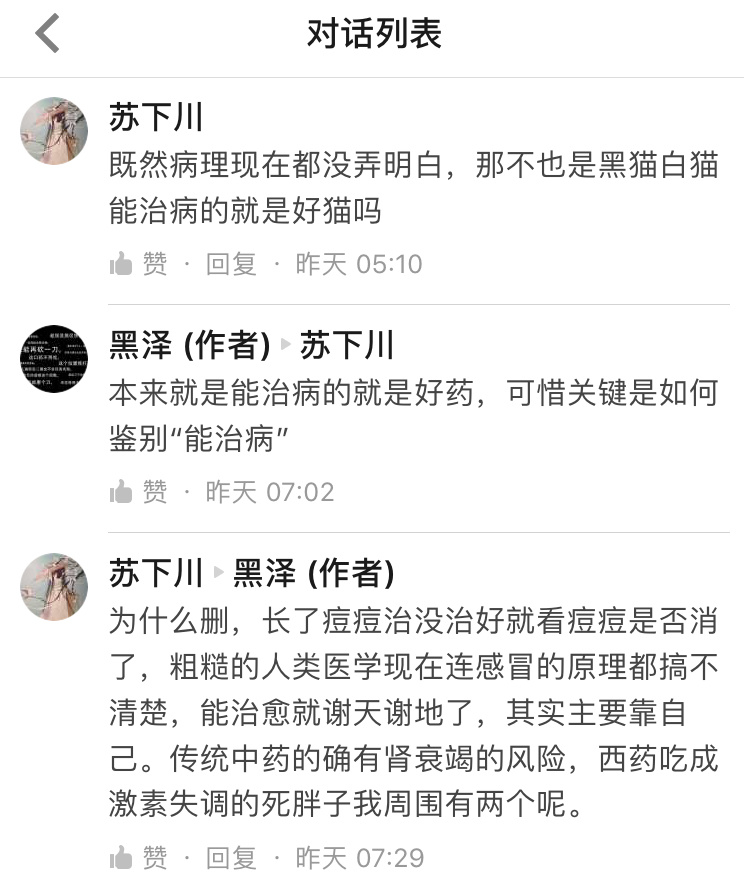 对话列表
苏下川
既然病理现在都没弄明白，那不也是黑猫白猫
能治病的就是好猫吗
赞 · 回复 · 昨天 05:10
黑泽 (作者) ▸ 苏下川
本来就是能治病的就是好药，可惜关键是如何
鉴别“能治病”
赞 · 昨天 07:02
苏下川 ▸ 黑泽 (作者)
为什么删，长了痘痘治没治好就看痘痘是否消
了，粗糙的人类医学现在连感冒的原理都搞不
清楚，能治愈就谢天谢地了，其实主要靠自
己。传统中药的确有肾衰竭的风险，西药吃成
激素失调的死胖子我周围有两个呢。
赞 · 回复 · 昨天 07:29